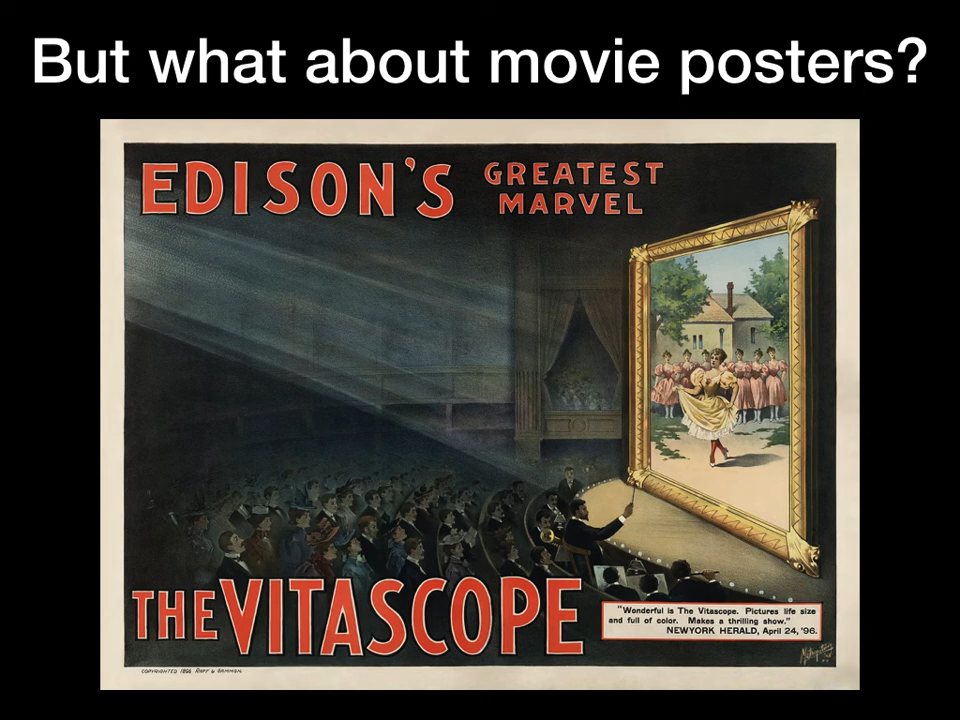 But what about movie posters?
EDISON'S
GREATEST
MARVEL
THE VITASCOPE
"Wonderful is The Vitascope. Pictures life size
and full of color. Makes a thrilling show."
NEWYORK HERALD, April 24, '96.
COPYRIGHTED 1896 RAFF & GAMMON.